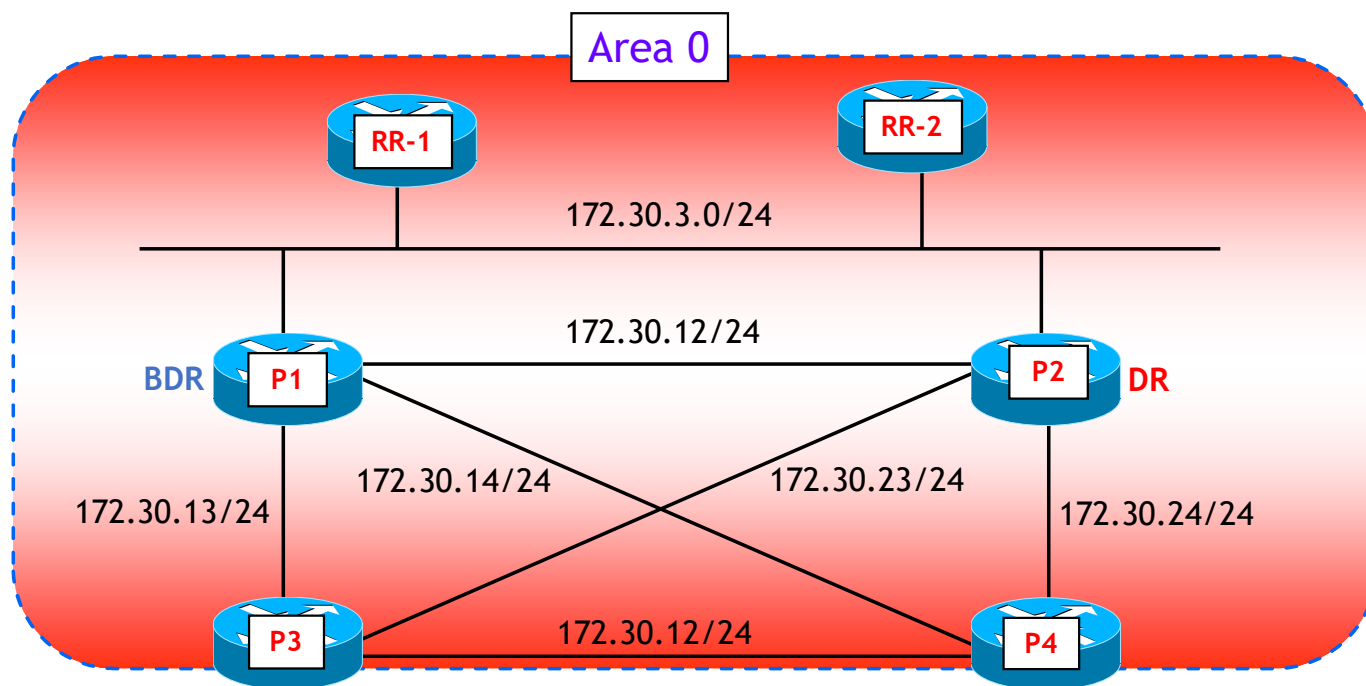 Area 0
RR-1
RR-2
172.30.3.0/24
172.30.12/24
BDR
P1
P2
DR
172.30.14/24
172.30.23/24
172.30.13/24
172.30.24/24
172.30.12/24
P3
P4